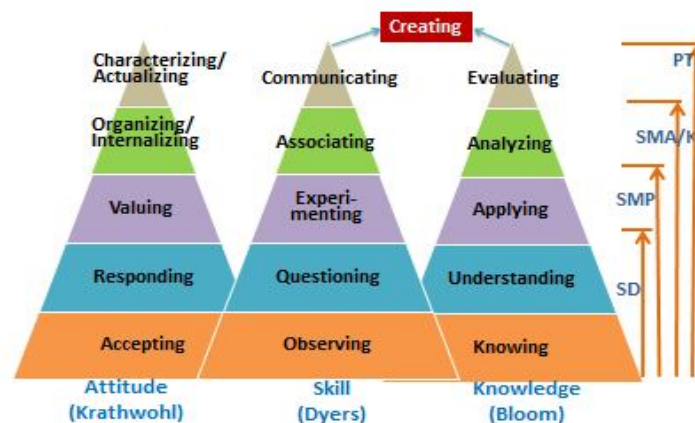 Creating
Characterizing/
Actualizing
Communicating
Evaluating
PT
Organizing/
Internalizing
Associating
Analyzing
SMA/K
Valuing
Experi-
menting
Applying
SMP
Responding
Questioning
Understanding
SD
Accepting
Observing
Knowing
Attitude
(Krathwohl)
Skill
(Dyers)
Knowledge
(Bloom)